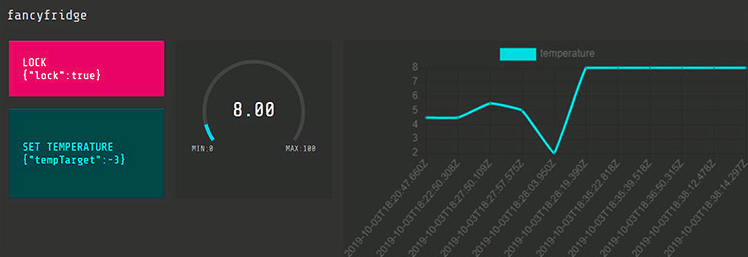 fancyfridge
LOCK
{"lock":true}
SET TEMPERATURE
{"tempTarget":-3}
8.00
MIN:0
MAX:100
temperature
8
7
6
5
4
3
2
2019-10-03T18:20:47.660Z
2019-10-03T18:22:50.308Z
2019-10-03T18:27:50.109Z
2019-10-03T18:27:57.575Z
2019-10-03T18:28:03.950Z
2019-10-03T18:28:19.390Z
2019-10-03T18:35:22.818Z
2019-10-03T18:35:39.518Z
2019-10-03T18:36:50.315Z
2019-10-03T18:38:12.478Z
2019-10-03T18:38:14.297Z